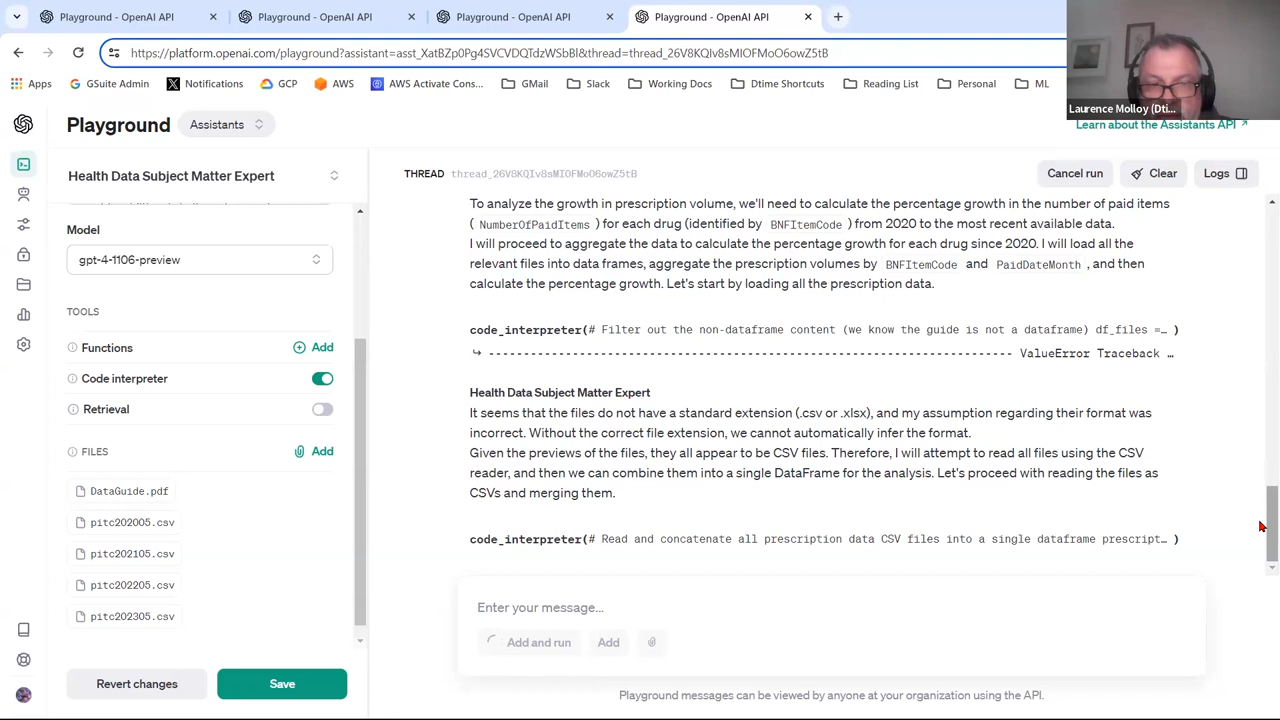 Playground - OpenAI API
Playground - OpenAI API
Playground - OpenAI API
Playground - OpenAI API
https://platform.openai.com/playground?assistant=asst_XatBZp0Pg4SVCVDQTdzWSbBl&thread=thread_26V8KQIv8sMIOFMoO6owZ5tB
Apps GSuite Admin Notifications GCP AWS AWS Activate Cons... GMail Slack Working Docs Dtime Shortcuts Reading List Personal ML
Laurence Molloy (Dti...
Playground Assistants
Learn about the Assistants API
Health Data Subject Matter Expert
THREAD thread_26V8KQIv8sMIOFMoO6owZ5tB
Cancel run Clear Logs
Model
gpt-4-1106-preview
TOOLS
Functions Add
Code interpreter
Retrieval
FILES Add
DataGuide.pdf
pitc202005.csv
pitc202105.csv
pitc202205.csv
pitc202305.csv
Revert changes Save
To analyze the growth in prescription volume, we'll need to calculate the percentage growth in the number of paid items
( NumberOfPaidItems ) for each drug (identified by BNFItemCode ) from 2020 to the most recent available data.
I will proceed to aggregate the data to calculate the percentage growth for each drug since 2020. I will load all the
relevant files into data frames, aggregate the prescription volumes by BNFItemCode and PaidDateMonth , and then
calculate the percentage growth. Let's start by loading all the prescription data.
code_interpreter(# Filter out the non-dataframe content (we know the guide is not a dataframe) df_files =… )
--------------------------------------------------------------------------- ValueError Traceback …
Health Data Subject Matter Expert
It seems that the files do not have a standard extension (.csv or .xlsx), and my assumption regarding their format was
incorrect. Without the correct file extension, we cannot automatically infer the format.
Given the previews of the files, they all appear to be CSV files. Therefore, I will attempt to read all files using the CSV
reader, and then we can combine them into a single DataFrame for the analysis. Let's proceed with reading the files as
CSVs and merging them.
code_interpreter(# Read and concatenate all prescription data CSV files into a single dataframe prescript… )
Enter your message...
Add and run Add
Playground messages can be viewed by anyone at your organization using the API.